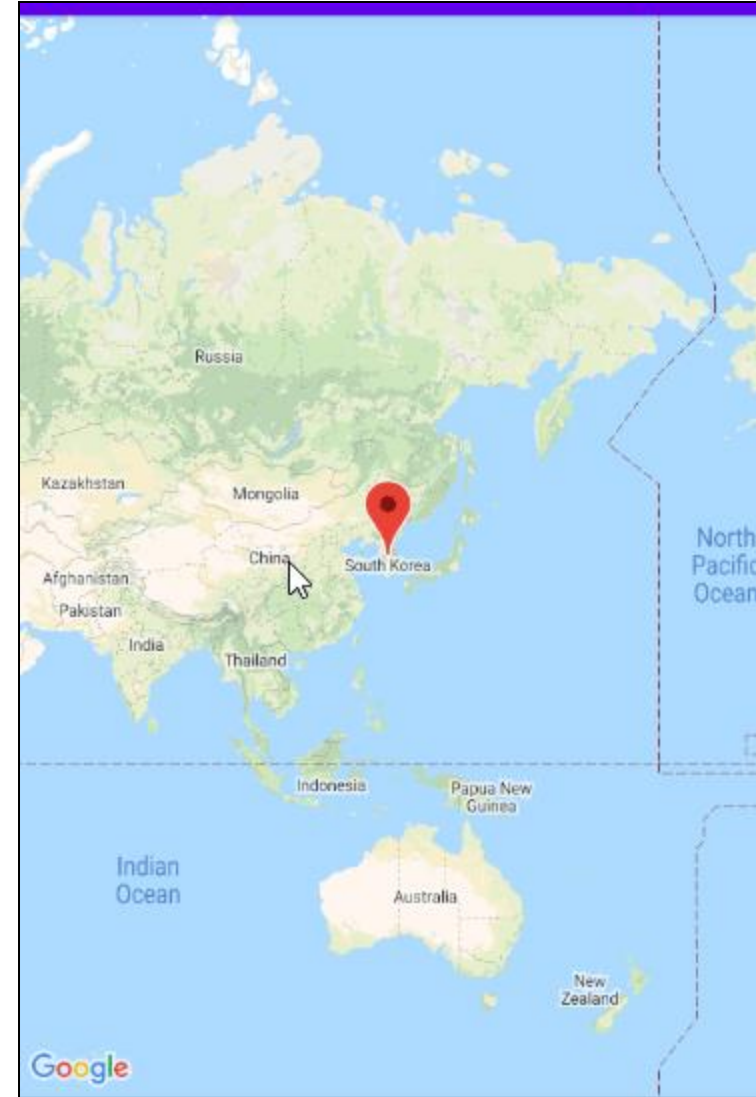 Russia
Kazakhstan
Mongolia
North
Pacific
Ocean
China
South Korea
Afghanistan
Pakistan
India
Thailand
Indonesia
Papua New
Guinea
Indian
Ocean
Australia
New
Zealand
Google